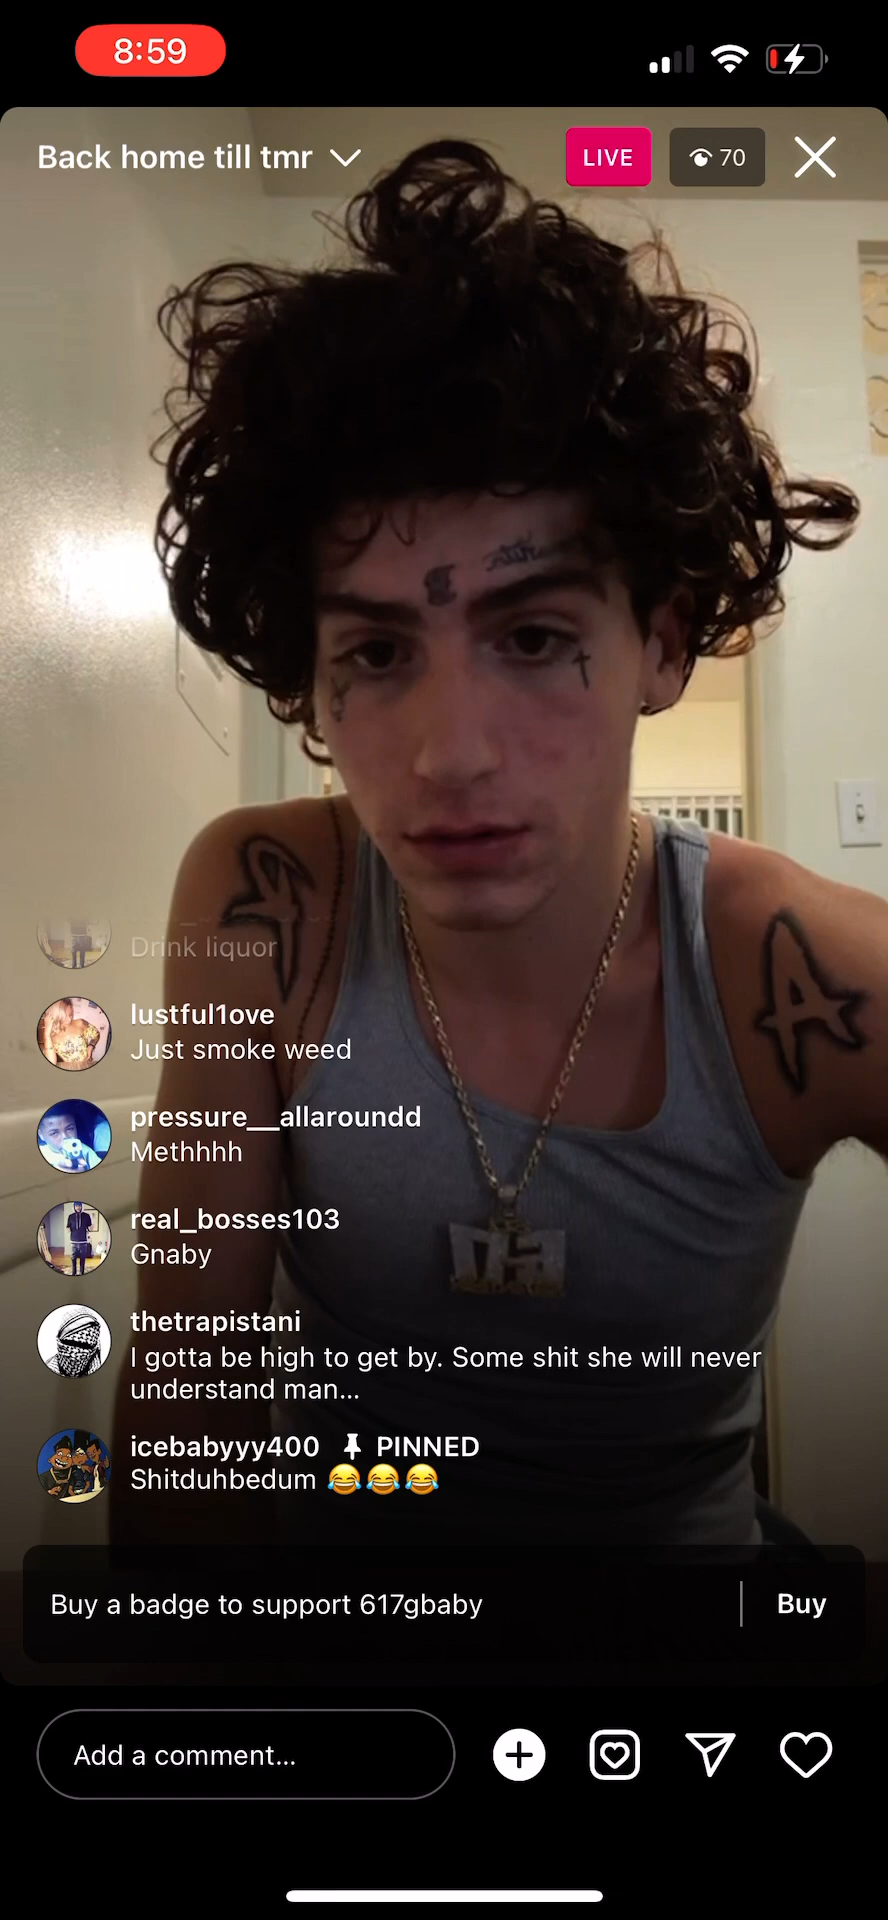 8:59
Back home till tmr
LIVE
70
Drink liquor
lustful1ove
Just smoke weed
pressure__allaroundd
Methhhh
real_bosses103
Gnaby
thetrapistani
I gotta be high to get by. Some shit she will never
understand man...
icebabyyy400 PINNED
Shitduhbedum 😂😂😂
Buy a badge to support 617gbaby
Buy
Add a comment...
A